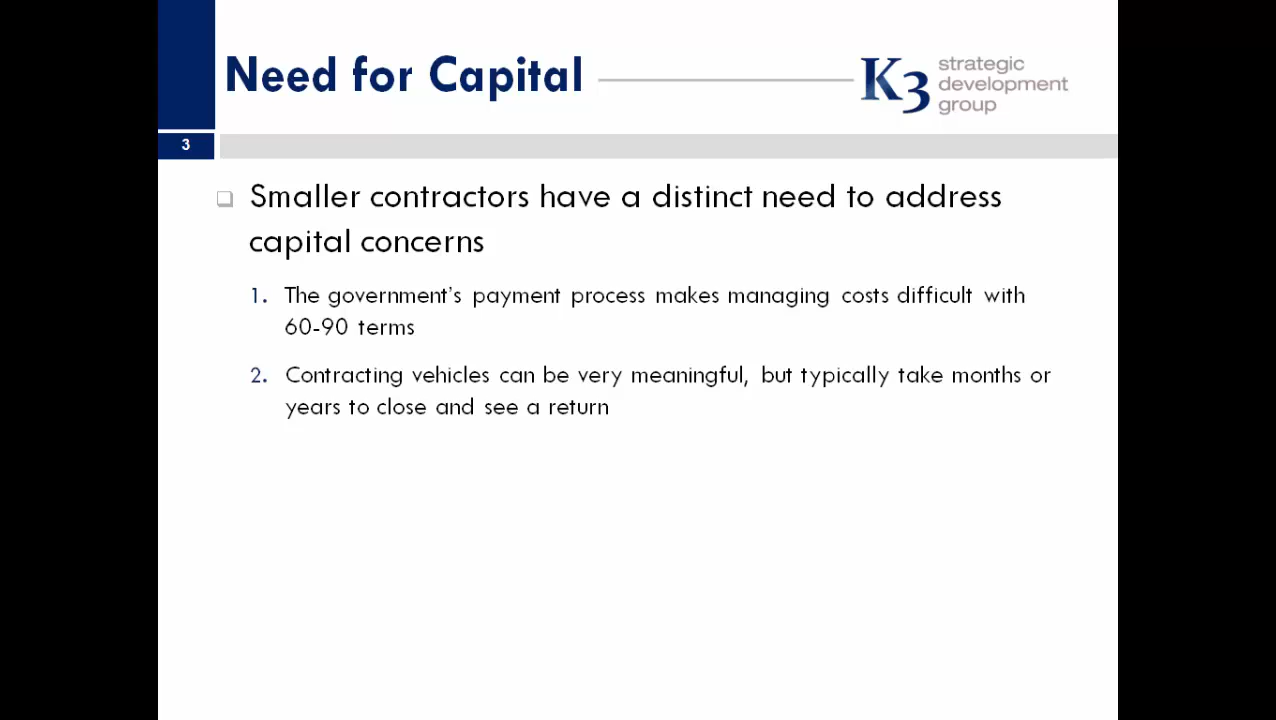 Need for Capital
K3 strategic
development
group
3
Smaller contractors have a distinct need to address
capital concerns
1. The government's payment process makes managing costs difficult with
60-90 terms
2. Contracting vehicles can be very meaningful, but typically take months or
years to close and see a return